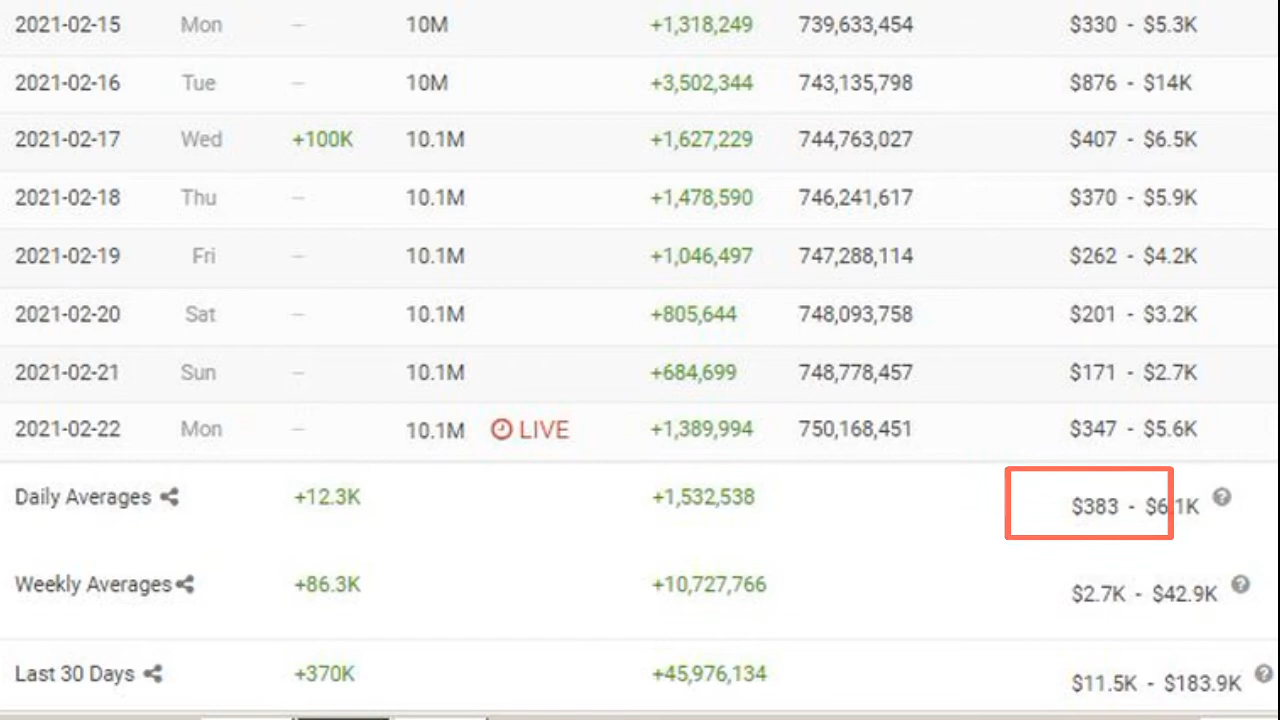 2021-02-15 Mon – 10M +1,318,249 739,633,454 $330 - $5.3K
2021-02-16 Tue – 10M +3,502,344 743,135,798 $876 - $14K
2021-02-17 Wed +100K 10.1M +1,627,229 744,763,027 $407 - $6.5K
2021-02-18 Thu – 10.1M +1,478,590 746,241,617 $370 - $5.9K
2021-02-19 Fri – 10.1M +1,046,497 747,288,114 $262 - $4.2K
2021-02-20 Sat – 10.1M +805,644 748,093,758 $201 - $3.2K
2021-02-21 Sun – 10.1M +684,699 748,778,457 $171 - $2.7K
2021-02-22 Mon – 10.1M LIVE +1,389,994 750,168,451 $347 - $5.6K
Daily Averages +12.3K +1,532,538 $383 - $6.1K ?
Weekly Averages +86.3K +10,727,766 $2.7K - $42.9K ?
Last 30 Days +370K +45,976,134 $11.5K - $183.9K ?